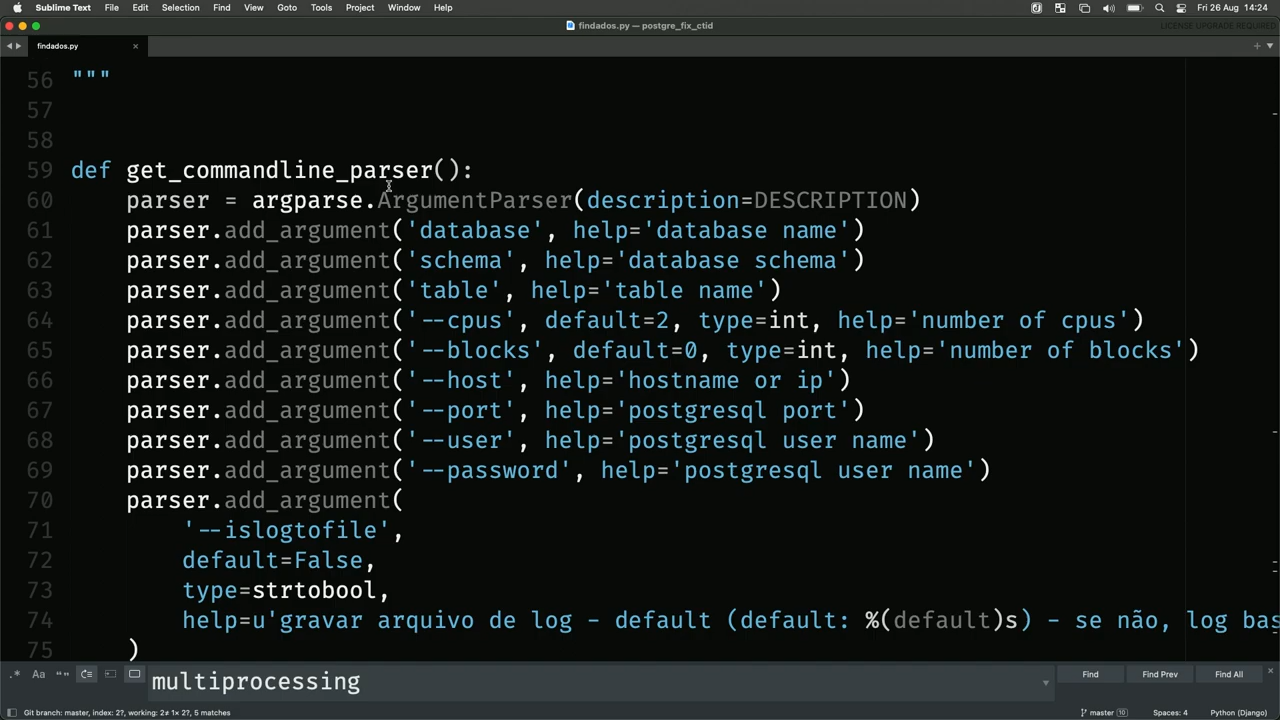 Sublime Text File Edit Selection Find View Goto Tools Project Window Help Fri 26 Aug 14:24
findados.py — postgre_fix_ctid LICENSE UPGRADE REQUIRED
findados.py
56 """
57
58
59 def get_commandline_parser():
60 parser = argparse.ArgumentParser(description=DESCRIPTION)
61 parser.add_argument('database', help='database name')
62 parser.add_argument('schema', help='database schema')
63 parser.add_argument('table', help='table name')
64 parser.add_argument('--cpus', default=2, type=int, help='number of cpus')
65 parser.add_argument('--blocks', default=0, type=int, help='number of blocks')
66 parser.add_argument('--host', help='hostname or ip')
67 parser.add_argument('--port', help='postgresql port')
68 parser.add_argument('--user', help='postgresql user name')
69 parser.add_argument('--password', help='postgresql user name')
70 parser.add_argument(
71 '--islogtofile',
72 default=False,
73 type=strtobool,
74 help=u'gravar arquivo de log - default (default: %(default)s) - se não, log bas
75 )
.* Aa “” multiprocessing Find Find Prev Find All
Git branch: master, index: 2?, working: 2≠ 1× 2?, 5 matches master 10 Spaces: 4 Python (Django)